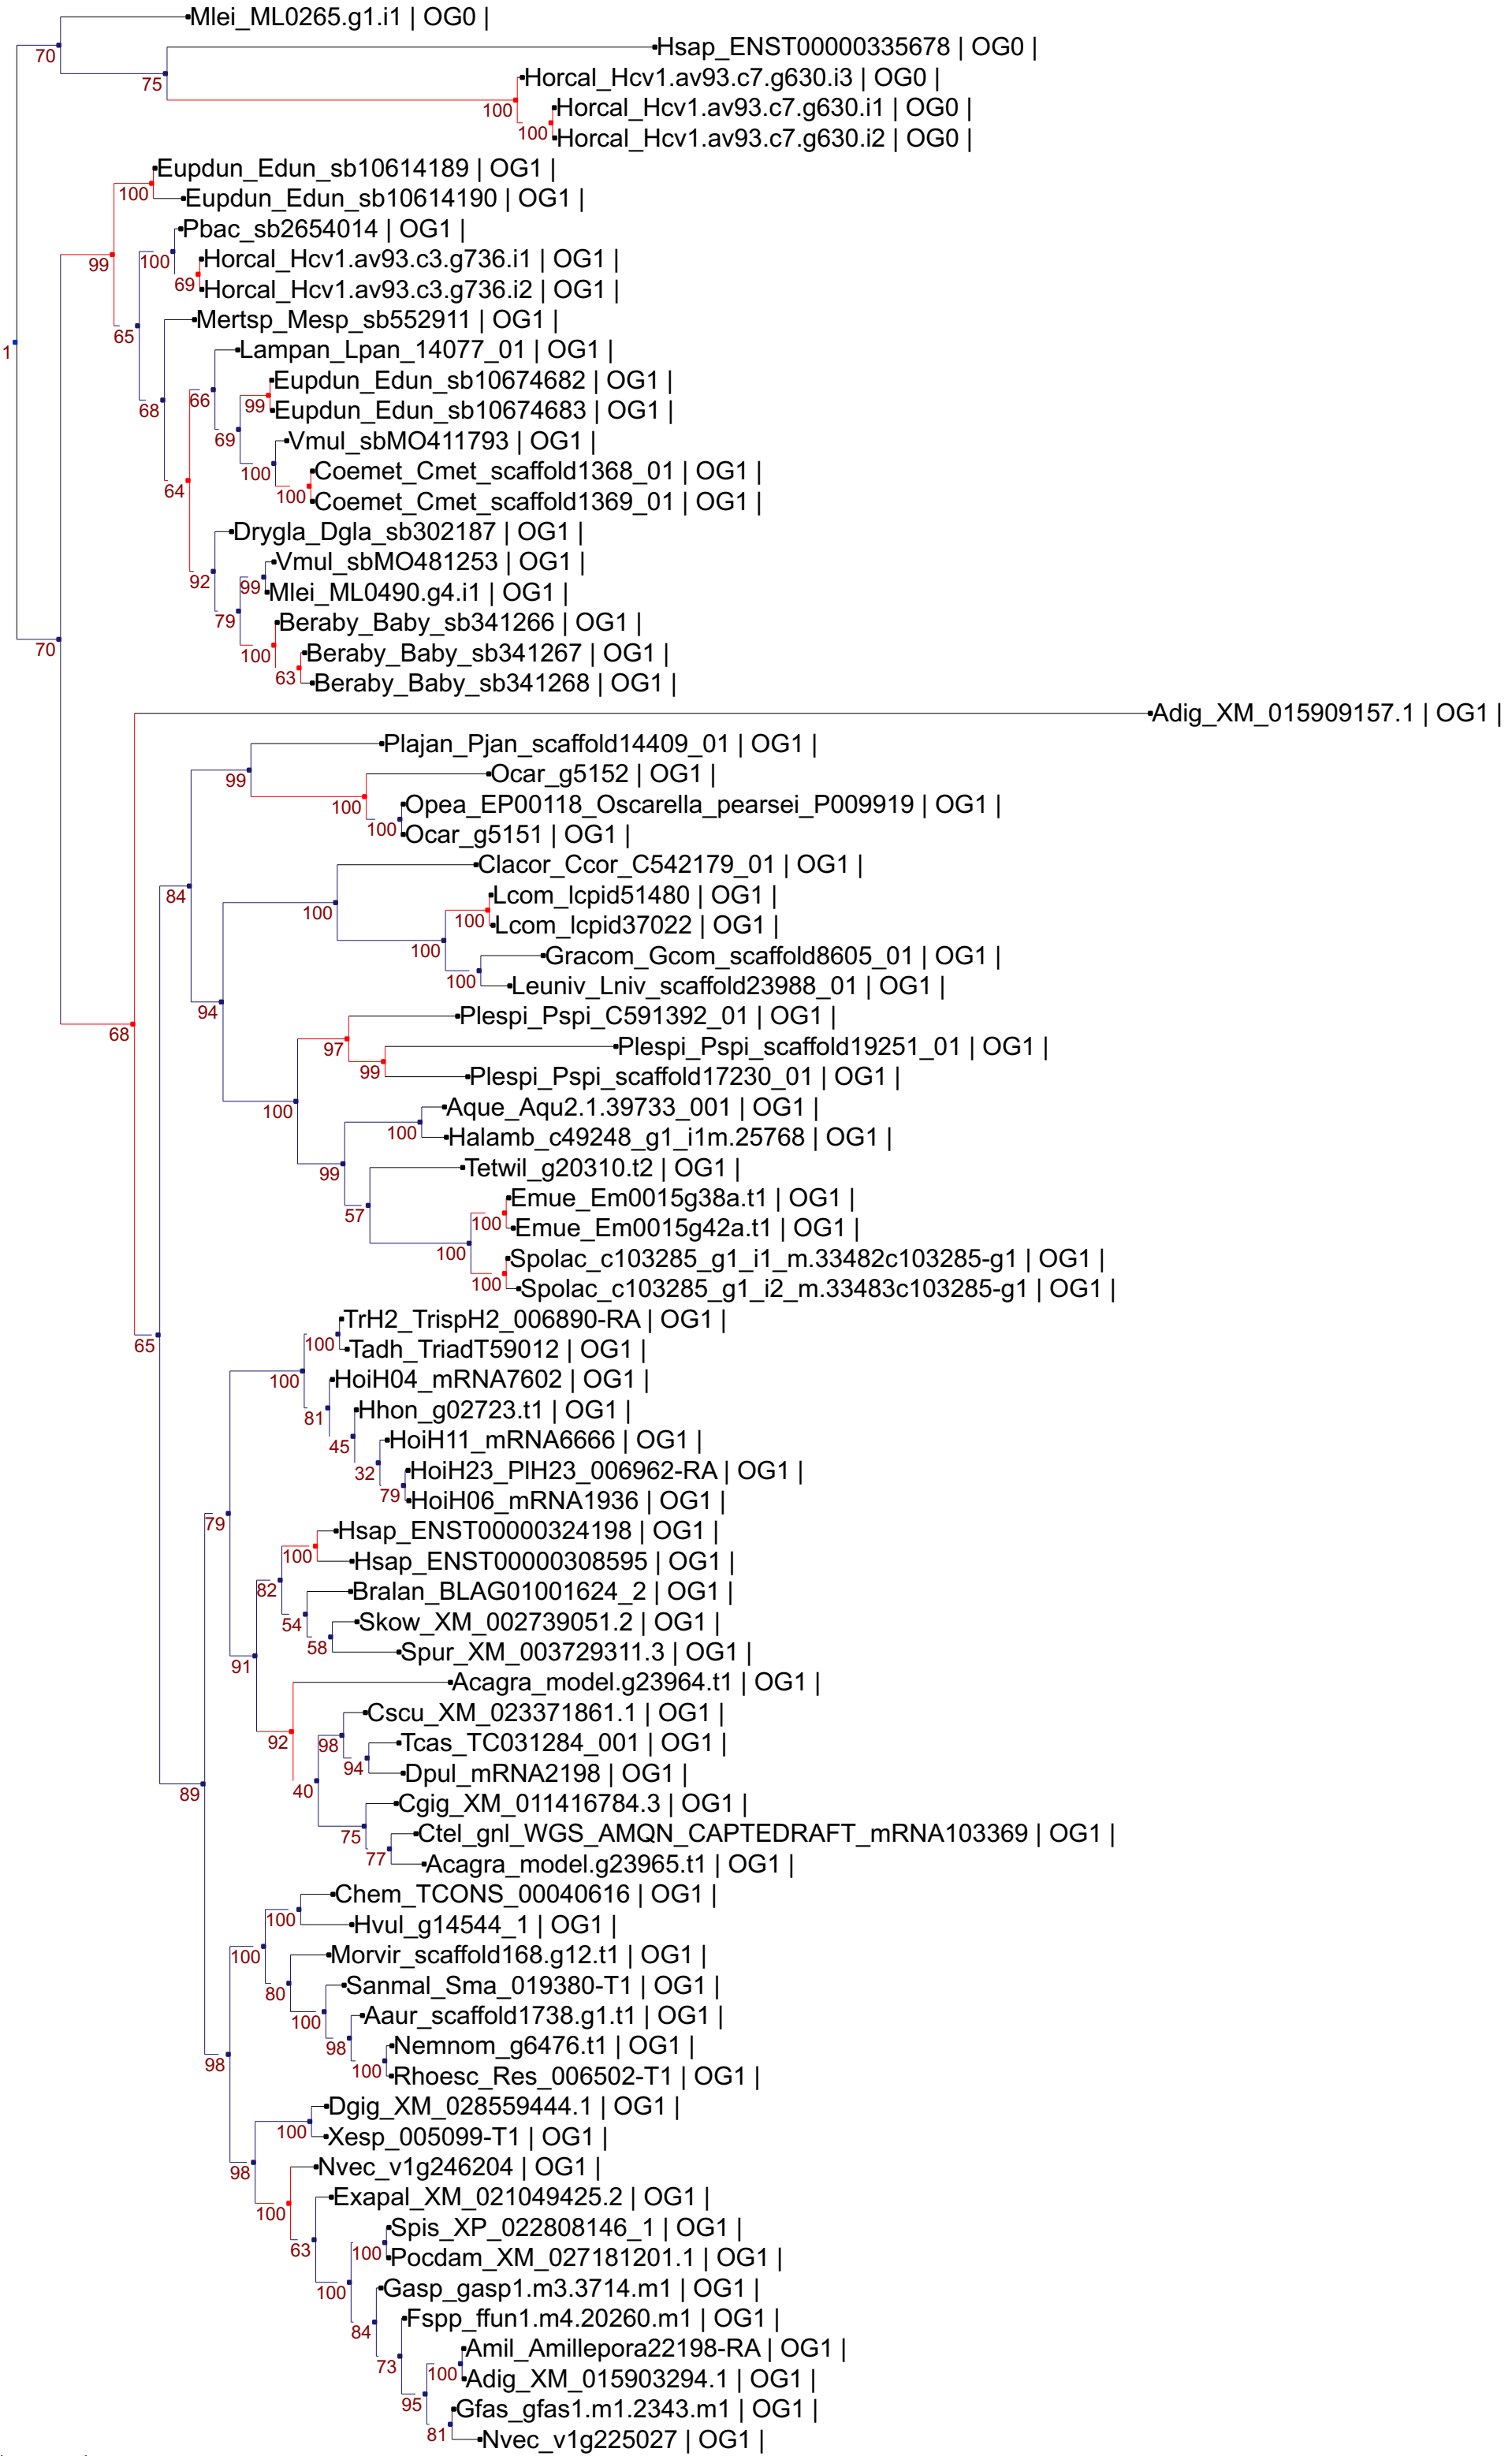 Mlei_ML0265.g1.i1 | OG0 |
70
Hsap_ENST00000335678 | OG0 |
75
Horcal_Hcv1.av93.c7.g630.i3 | OG0 |
100
Horcal_Hcv1.av93.c7.g630.i1 | OG0 |
100
Horcal_Hcv1.av93.c7.g630.i2 | OG0 |
Eupdun_Edun_sb10614189 | OG1 |
100
Eupdun_Edun_sb10614190 | OG1 |
Pbac_sb2654014 | OG1 |
99
100
Horcal_Hcv1.av93.c3.g736.i1 | OG1 |
69
Horcal_Hcv1.av93.c3.g736.i2 | OG1 |
Mertsp_Mesp_sb552911 | OG1 |
65
1
Lampan_Lpan_14077_01 | OG1 |
Eupdun_Edun_sb10674682 | OG1 |
66
99
68
Eupdun_Edun_sb10674683 | OG1 |
69
Vmul_sbMO411793 | OG1 |
100
Coemet_Cmet_scaffold1368_01 | OG1 |
64
100
Coemet_Cmet_scaffold1369_01 | OG1 |
Drygla_Dgla_sb302187 | OG1 |
Vmul_sbMO481253 | OG1 |
92
99
Mlei_ML0490.g4.i1 | OG1 |
79
Beraby_Baby_sb341266 | OG1 |
70
100
Beraby_Baby_sb341267 | OG1 |
63
Beraby_Baby_sb341268 | OG1 |
Adig_XM_015909157.1 | OG1 |
Plajan_Pjan_scaffold14409_01 | OG1 |
99
Ocar_g5152 | OG1 |
100
Opea_EP00118_Oscarella_pearsei_P009919 | OG1 |
100
Ocar_g5151 | OG1 |
Clacor_Ccor_C542179_01 | OG1 |
84
Lcom_lcpid51480 | OG1 |
100
100
Lcom_lcpid37022 | OG1 |
100
Gracom_Gcom_scaffold8605_01 | OG1 |
100
Leuniv_Lniv_scaffold23988_01 | OG1 |
94
Plespi_Pspi_C591392_01 | OG1 |
68
97
Plespi_Pspi_scaffold19251_01 | OG1 |
99
Plespi_Pspi_scaffold17230_01 | OG1 |
100
Aque_Aqu2.1.39733_001 | OG1 |
100
Halamb_c49248_g1_i1m.25768 | OG1 |
99
Tetwil_g20310.t2 | OG1 |
Emue_Em0015g38a.t1 | OG1 |
57
100
Emue_Em0015g42a.t1 | OG1 |
100
Spolac_c103285_g1_i1_m.33482c103285-g1 | OG1 |
100
Spolac_c103285_g1_i2_m.33483c103285-g1 | OG1 |
TrH2_TrispH2_006890-RA | OG1 |
65
100
Tadh_TriadT59012 | OG1 |
100
HoiH04_mRNA7602 | OG1 |
81
Hhon_g02723.t1 | OG1 |
45
HoiH11_mRNA6666 | OG1 |
32
HoiH23_PlH23_006962-RA | OG1 |
79
HoiH06_mRNA1936 | OG1 |
79
Hsap_ENST00000324198 | OG1 |
100
Hsap_ENST00000308595 | OG1 |
82
Bralan_BLAG01001624_2 | OG1 |
54
Skow_XM_002739051.2 | OG1 |
58
Spur_XM_003729311.3 | OG1 |
91
Acagra_model.g23964.t1 | OG1 |
Cscu_XM_023371861.1 | OG1 |
92
98
Tcas_TC031284_001 | OG1 |
94
Dpul_mRNA2198 | OG1 |
89
40
Cgig_XM_011416784.3 | OG1 |
75
Ctel_gnl_WGS_AMQN_CAPTEDRAFT_mRNA103369 | OG1 |
77
Acagra_model.g23965.t1 | OG1 |
Chem_TCONS_00040616 | OG1 |
100
Hvul_g14544_1 | OG1 |
100
Morvir_scaffold168.g12.t1 | OG1 |
80
Sanmal_Sma_019380-T1 | OG1 |
100
Aaur_scaffold1738.g1.t1 | OG1 |
98
Nemnom_g6476.t1 | OG1 |
98
100
Rhoesc_Res_006502-T1 | OG1 |
Dgig_XM_028559444.1 | OG1 |
100
Xesp_005099-T1 | OG1 |
98
Nvec_v1g246204 | OG1 |
Exapal_XM_021049425.2 | OG1 |
100
Spis_XP_022808146_1 | OG1 |
63
100
Pocdam_XM_027181201.1 | OG1 |
100
Gasp_gasp1.m3.3714.m1 | OG1 |
Fspp_ffun1.m4.20260.m1 | OG1 |
84
Amil_Amillepora22198-RA | OG1 |
73
100
Adig_XM_015903294.1 | OG1 |
95
Gfas_gfas1.m1.2343.m1 | OG1 |
81
Nvec_v1g225027 | OG1 |